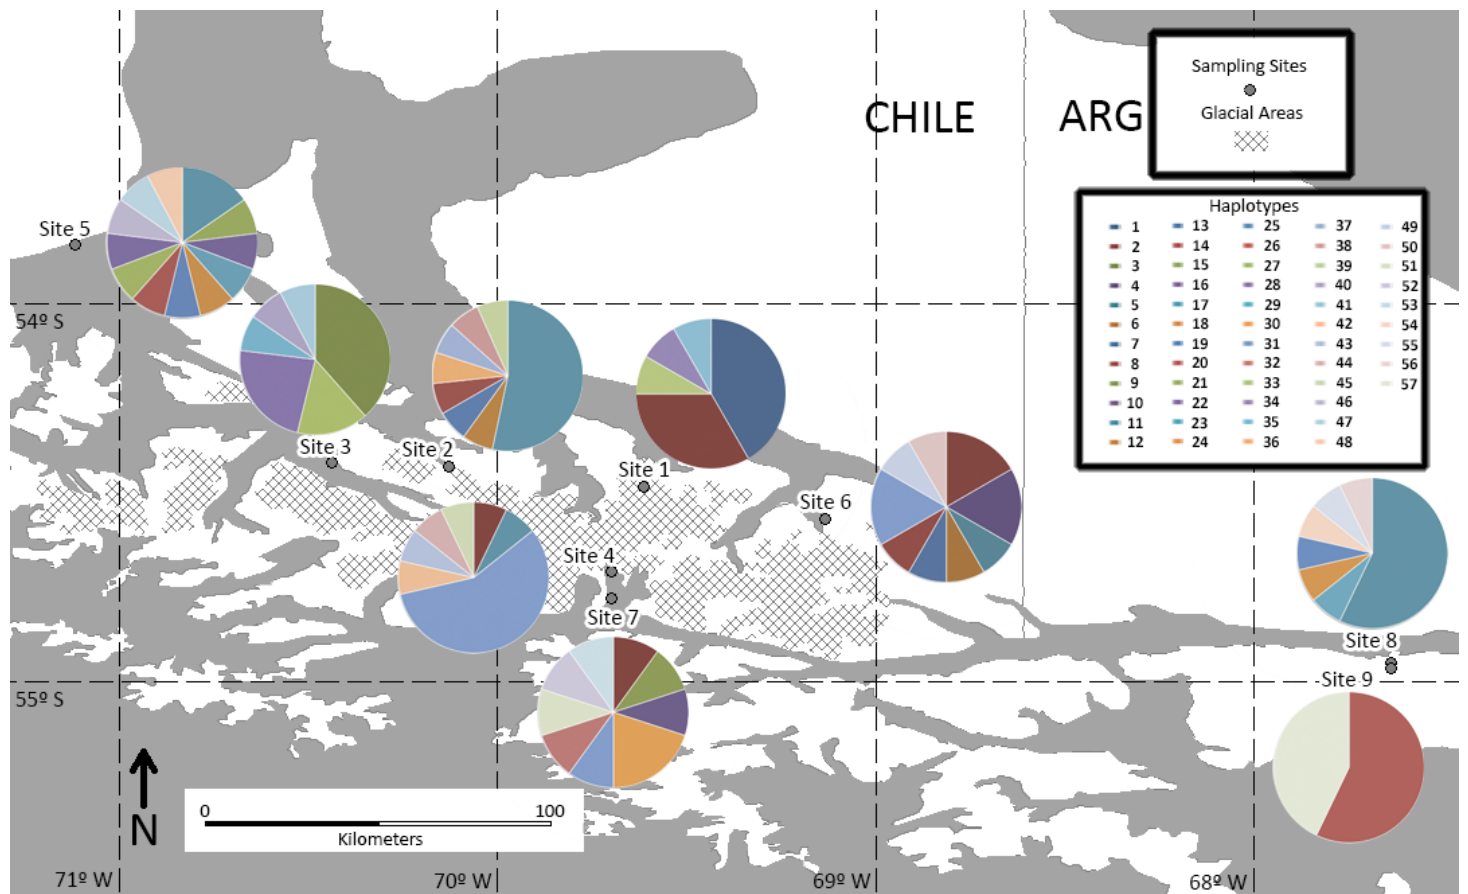 CHILE
ARG
Sampling Sites
Glacial Areas
Haplotypes
1 13 25 37 49
2 14 26 38 50
3 15 27 39 51
4 16 28 40 52
5 17 29 41 53
6 18 30 42 54
7 19 31 43 55
8 20 32 44 56
9 21 33 45 57
10 22 34 46
11 23 35 47
12 24 36 48
Site 5
54º S
Site 3
Site 2
Site 1
Site 6
Site 4
Site 7
Site 8
Site 9
55º S
N
0 100
Kilometers
71º W
70º W
69º W
68º W